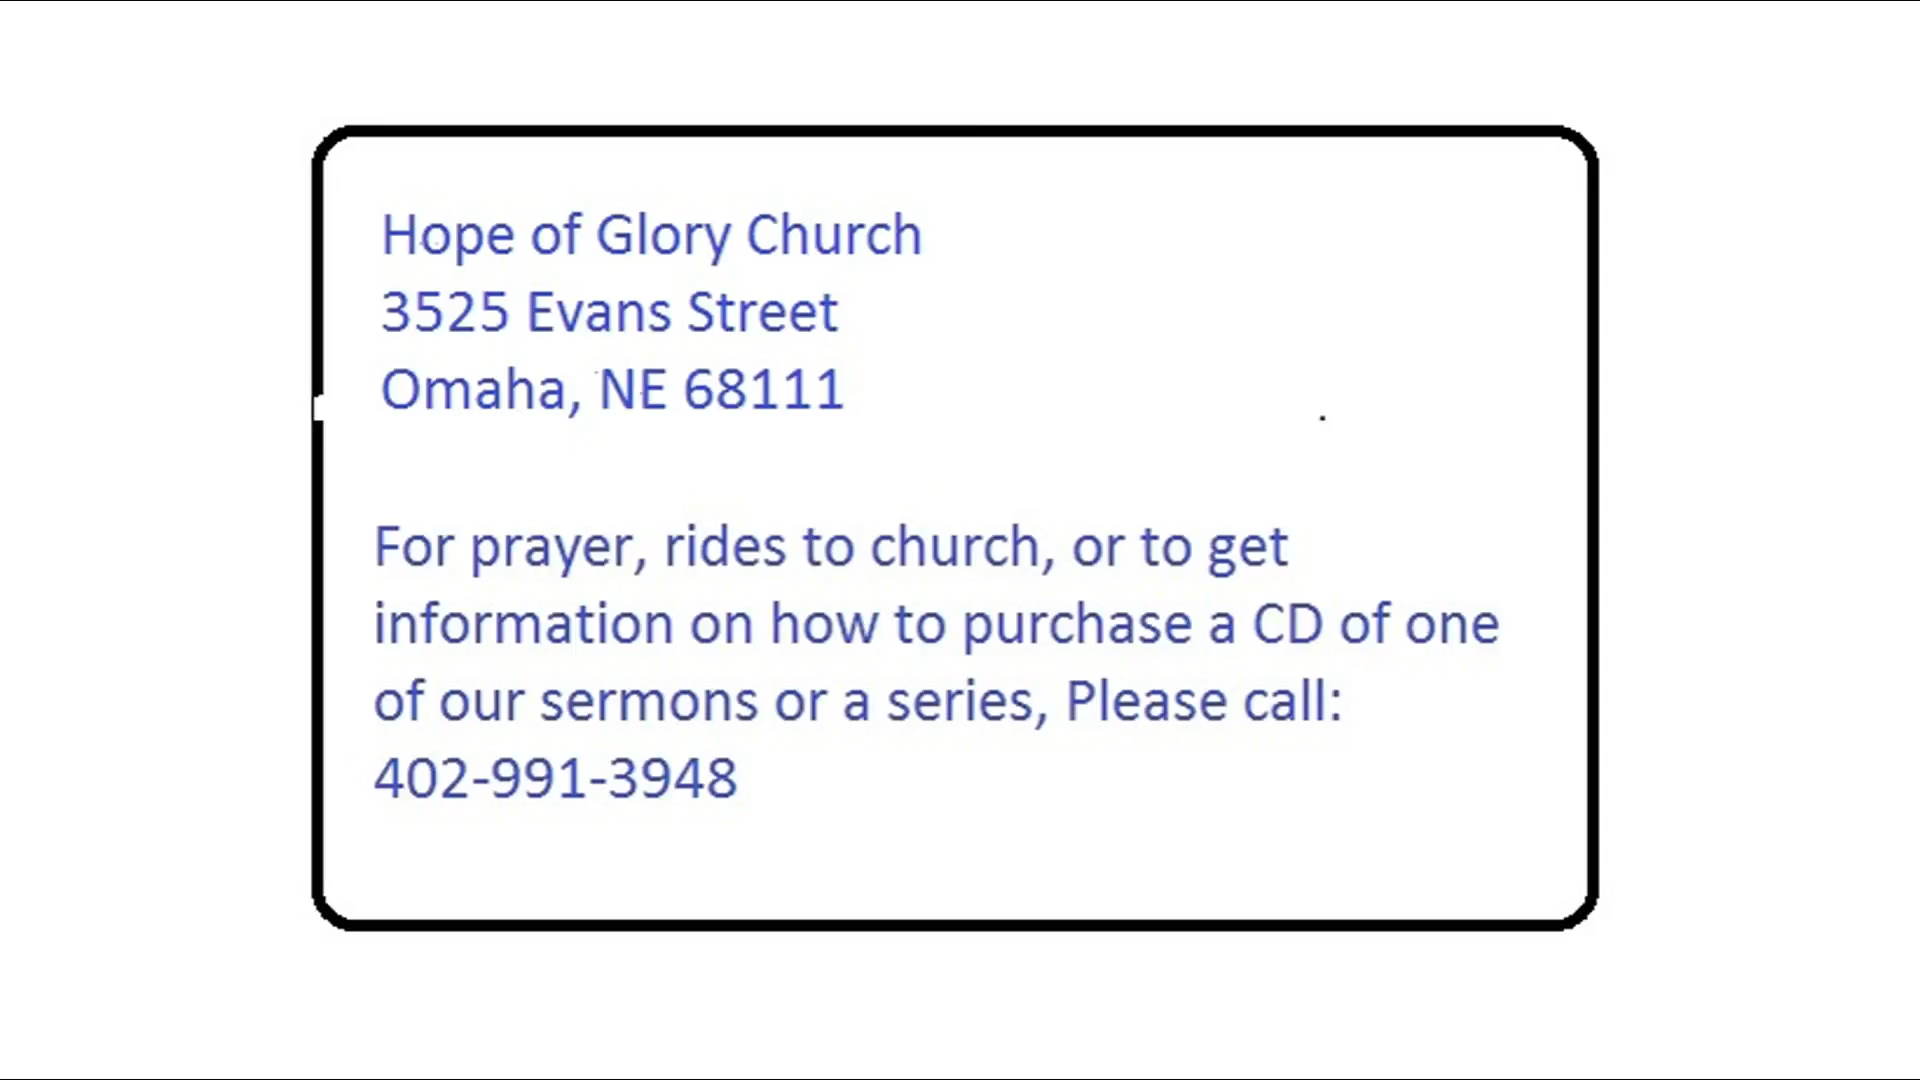 Hope of Glory Church
3525 Evans Street
Omaha, NE 68111
For prayer, rides to church, or to get
information on how to purchase a CD of one
of our sermons or a series, Please call:
402-991-3948